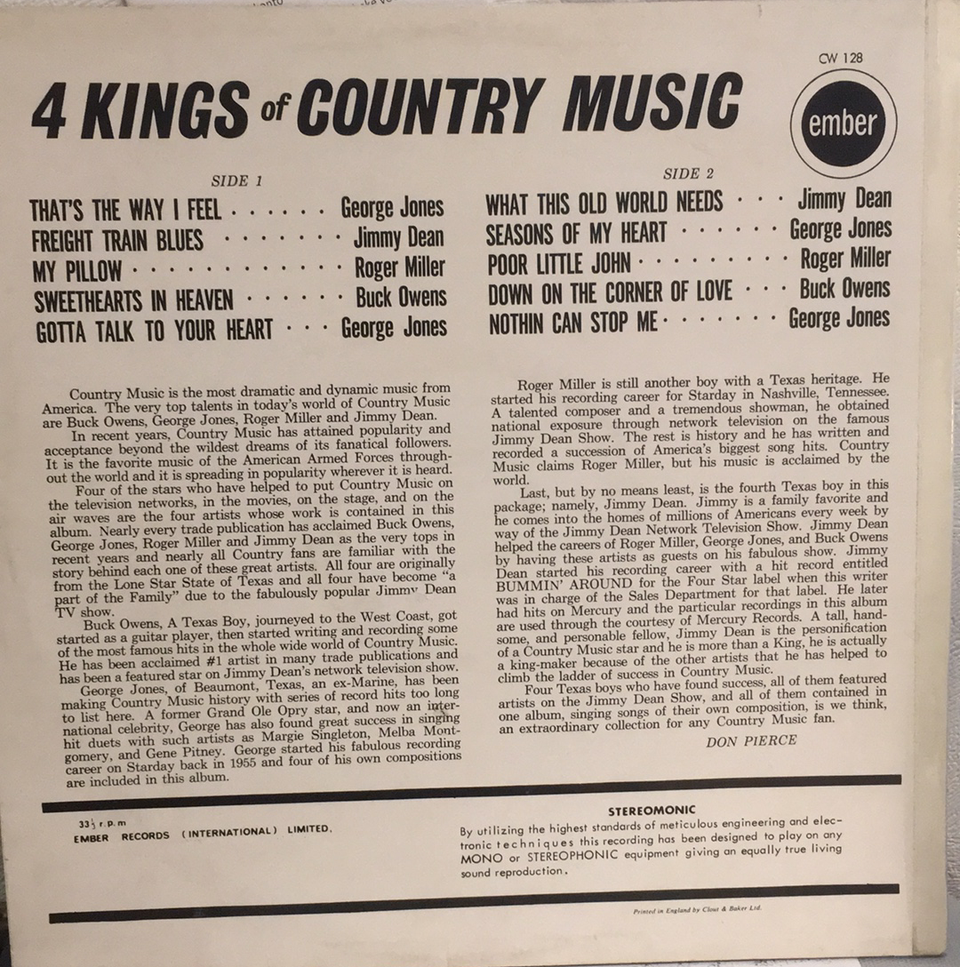 CW 128
4 KINGS of COUNTRY MUSIC
ember
SIDE 1
THAT'S THE WAY I FEEL . . . . . . George Jones
FREIGHT TRAIN BLUES . . . . . . . Jimmy Dean
MY PILLOW . . . . . . . . . . . . Roger Miller
SWEETHEARTS IN HEAVEN . . . . . . Buck Owens
GOTTA TALK TO YOUR HEART . . . George Jones
SIDE 2
WHAT THIS OLD WORLD NEEDS . . . Jimmy Dean
SEASONS OF MY HEART . . . . . . George Jones
POOR LITTLE JOHN . . . . . . . . . Roger Miller
DOWN ON THE CORNER OF LOVE . . . Buck Owens
NOTHIN CAN STOP ME . . . . . . . George Jones
Country Music is the most dramatic and dynamic music from
America. The very top talents in today's world of Country Music
are Buck Owens, George Jones, Roger Miller and Jimmy Dean.
In recent years, Country Music has attained popularity and
acceptance beyond the wildest dreams of its fanatical followers.
It is the favorite music of the American Armed Forces through-
out the world and it is spreading in popularity wherever it is heard.
Four of the stars who have helped to put Country Music on
the television networks, in the movies, on the stage, and on the
air waves are the four artists whose work is contained in this
album. Nearly every trade publication has acclaimed Buck Owens,
George Jones, Roger Miller and Jimmy Dean as the very tops in
recent years and nearly all Country fans are familiar with the
story behind each one of these great artists. All four are originally
from the Lone Star State of Texas and all four have become "a
part of the Family" due to the fabulously popular Jimmy Dean
TV show.
Buck Owens, A Texas Boy, journeyed to the West Coast, got
started as a guitar player, then started writing and recording some
of the most famous hits in the whole wide world of Country Music.
He has been acclaimed #1 artist in many trade publications and
has been a featured star on Jimmy Dean's network television show.
George Jones, of Beaumont, Texas, an ex-Marine, has been
making Country Music history with series of record hits too long
to list here. A former Grand Ole Opry star, and now an inter-
national celebrity, George has also found great success in singing
hit duets with such artists as Margie Singleton, Melba Mont-
gomery, and Gene Pitney. George started his fabulous recording
career on Starday back in 1955 and four of his own compositions
are included in this album.
Roger Miller is still another boy with a Texas heritage. He
started his recording career for Starday in Nashville, Tennessee.
A talented composer and a tremendous showman, he obtained
national exposure through network television on the famous
Jimmy Dean Show. The rest is history and he has written and
recorded a succession of America's biggest song hits. Country
Music claims Roger Miller, but his music is acclaimed by the
world.
Last, but by no means least, is the fourth Texas boy in this
package; namely, Jimmy Dean. Jimmy is a family favorite and
he comes into the homes of millions of Americans every week by
way of the Jimmy Dean Network Television Show. Jimmy Dean
helped the careers of Roger Miller, George Jones, and Buck Owens
by having these artists as guests on his fabulous show. Jimmy
Dean started his recording career with a hit record entitled
BUMMIN' AROUND for the Four Star label when this writer
was in charge of the Sales Department for that label. He later
had hits on Mercury and the particular recordings in this album
are used through the courtesy of Mercury Records. A tall, hand-
some, and personable fellow, Jimmy Dean is the personification
of a Country Music star and he is more than a King, he is actually
a king-maker because of the other artists that he has helped to
climb the ladder of success in Country Music.
Four Texas boys who have found success, all of them featured
artists on the Jimmy Dean Show, and all of them contained in
one album, singing songs of their own composition, is we think,
an extraordinary collection for any Country Music fan.
DON PIERCE
33⅓ r.p.m
EMBER RECORDS (INTERNATIONAL) LIMITED.
STEREOMONIC
By utilizing the highest standards of meticulous engineering and elec-
tronic techniques this recording has been designed to play on any
MONO or STEREOPHONIC equipment giving an equally true living
sound reproduction.
Printed in England by Clout & Baker Ltd.